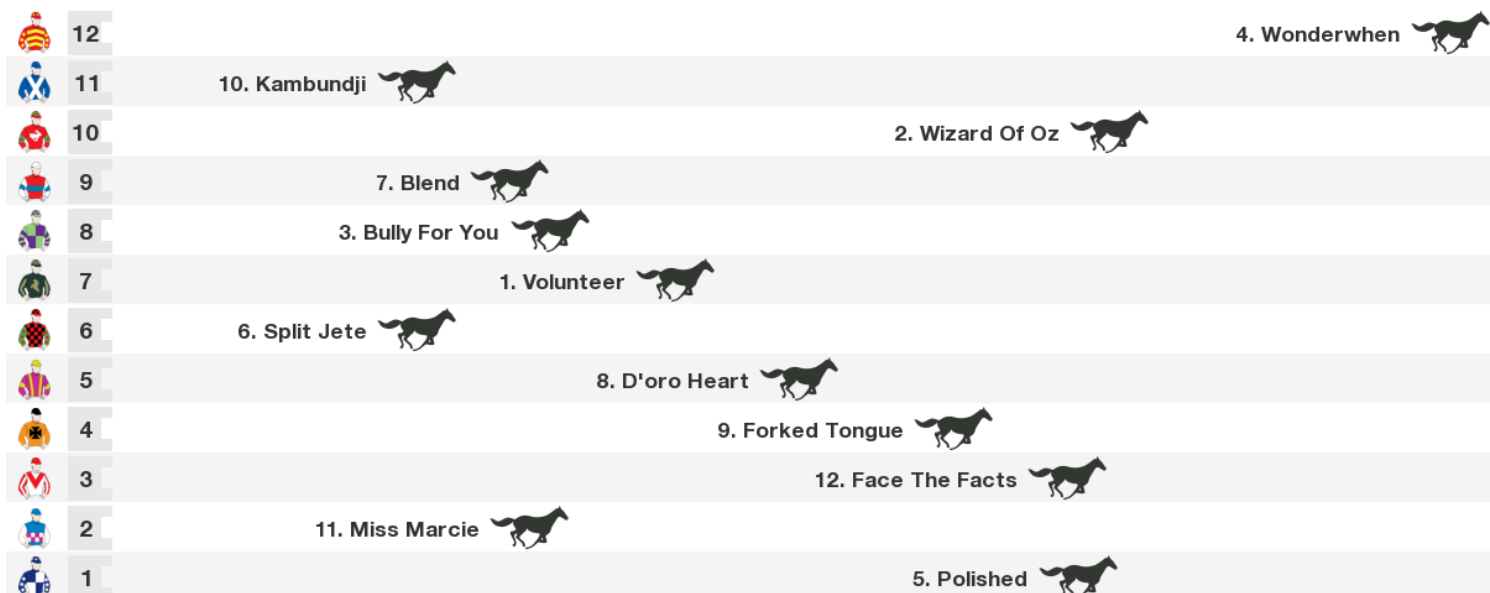 12 4. Wonderwhen
11 10. Kambundji
10 2. Wizard Of Oz
9 7. Blend
8 3. Bully For You
7 1. Volunteer
6 6. Split Jete
5 8. D'oro Heart
4 9. Forked Tongue
3 12. Face The Facts
2 11. Miss Marcie
1 5. Polished